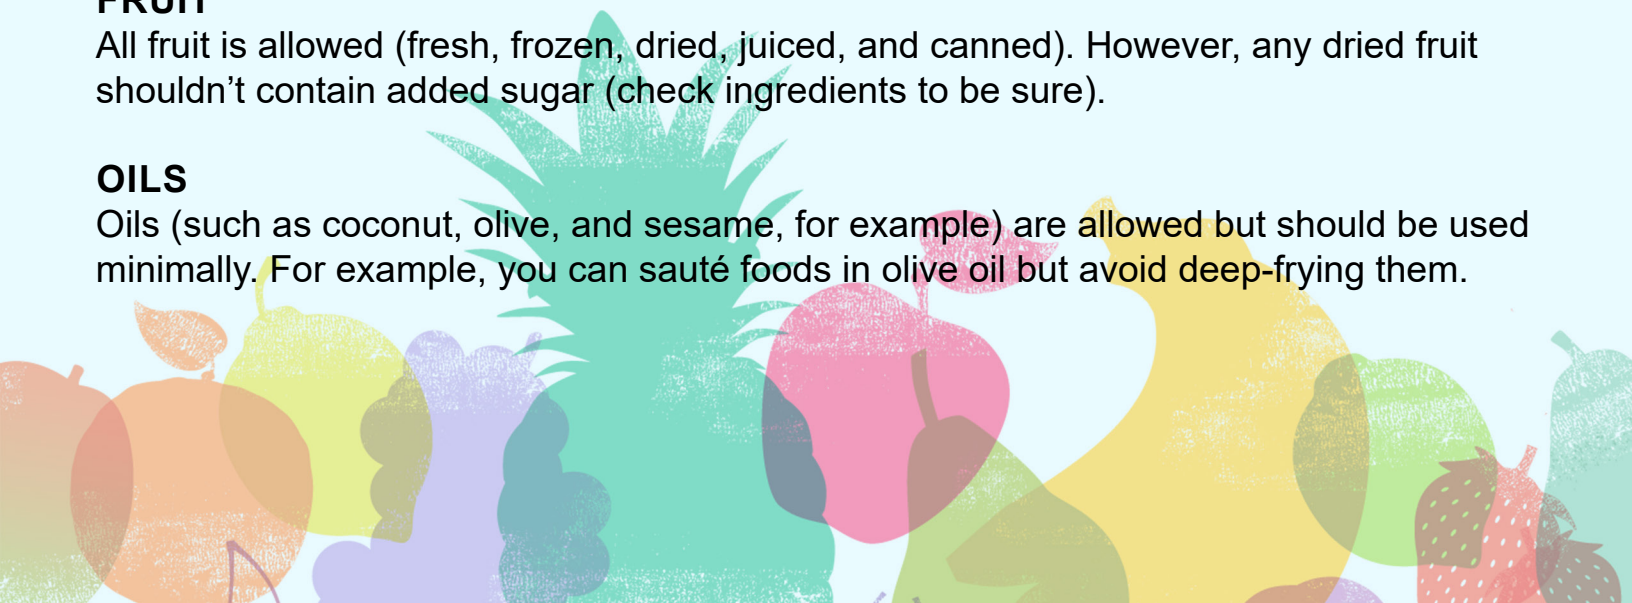 FRUIT
All fruit is allowed (fresh, frozen, dried, juiced, and canned). However, any dried fruit
shouldn’t contain added sugar (check ingredients to be sure).
OILS
Oils (such as coconut, olive, and sesame, for example) are allowed but should be used
minimally. For example, you can sauté foods in olive oil but avoid deep-frying them.